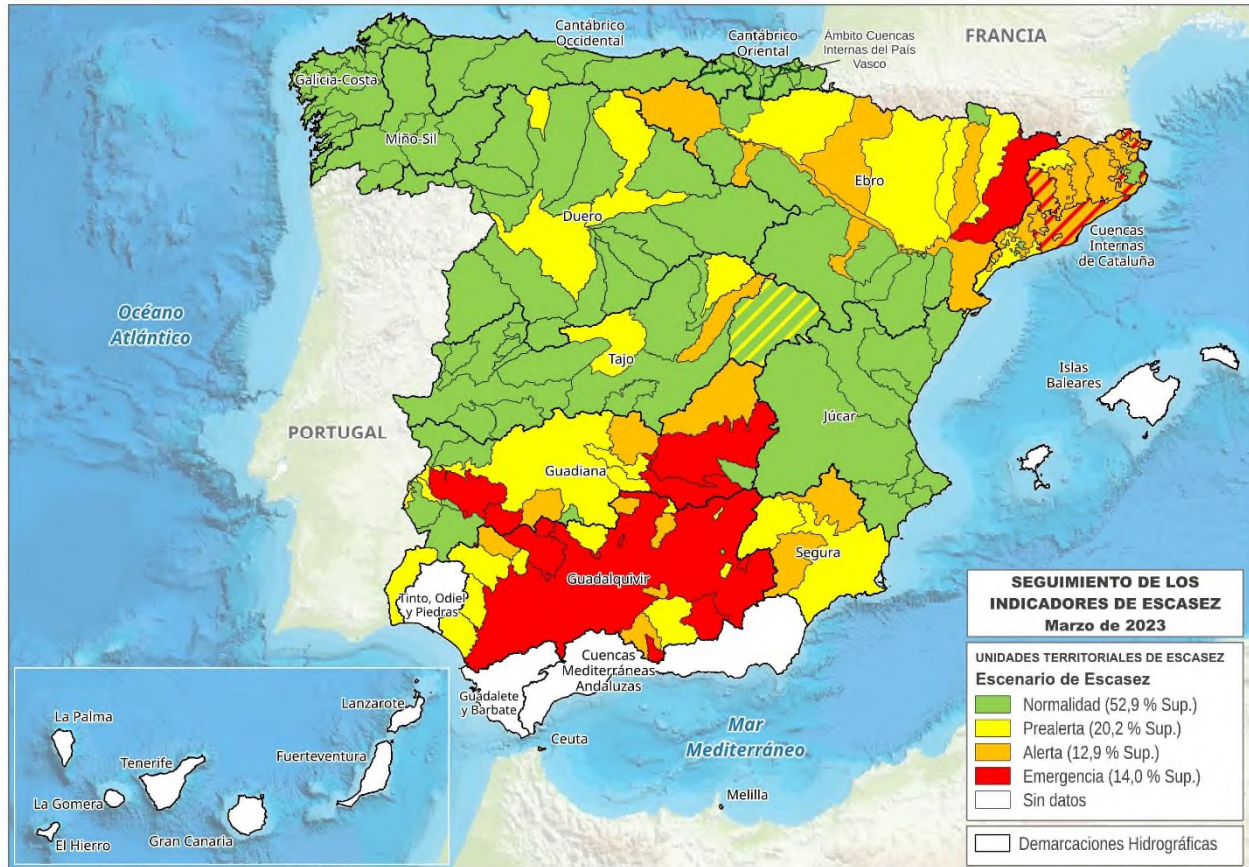 Cantábrico
Occidental
Cantábrico
Oriental
Ámbito Cuencas
Internas del País
Vasco
FRANCIA
Galicia-Costa
Miño-Sil
Ebro
Duero
Cuencas
Internas
de Cataluña
Océano
Atlántico
Tajo
Islas
Baleares
Júcar
PORTUGAL
Guadiana
Segura
Guadalquivir
Tinto, Odiel
y Piedras
Cuencas
Mediterráneas
Andaluzas
Guadalete
y Barbate
Mar
Mediterráneo
Ceuta
Melilla
La Palma
Lanzarote
Tenerife
Fuerteventura
La Gomera
El Hierro
Gran Canaria
SEGUIMIENTO DE LOS
INDICADORES DE ESCASEZ
Marzo de 2023
UNIDADES TERRITORIALES DE ESCASEZ
Escenario de Escasez
Normalidad (52,9 % Sup.)
Prealerta (20,2 % Sup.)
Alerta (12,9 % Sup.)
Emergencia (14,0 % Sup.)
Sin datos
Demarcaciones Hidrográficas